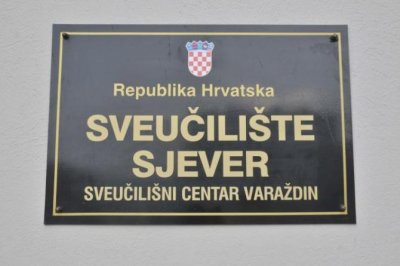 Republika Hrvatska
SVEUČILIŠTE
SJEVER
SVEUČILIŠNI CENTAR VARAŽDIN